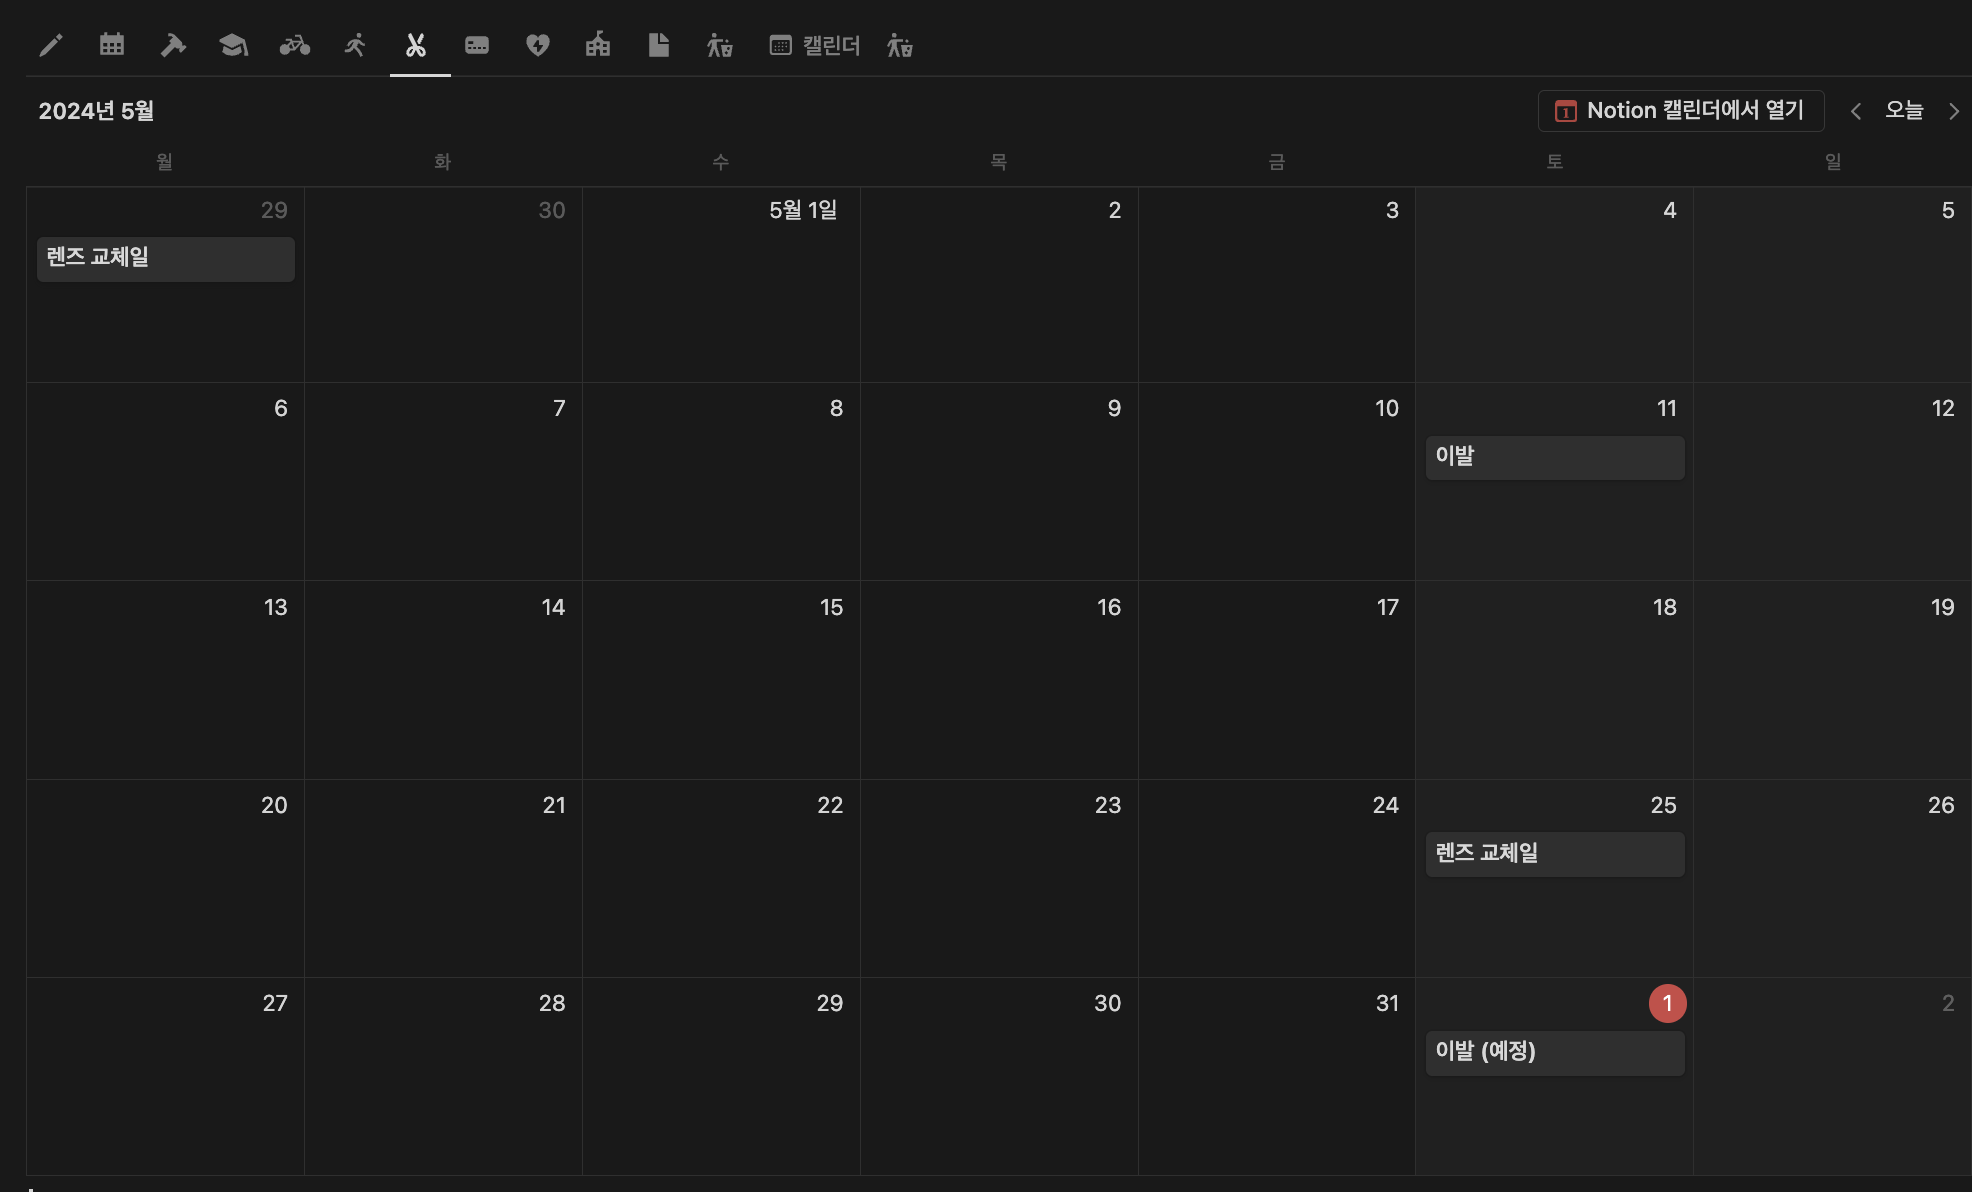 캘린더
2024년 5월
1 Notion 캘린더에서 열기 오늘
월 화 수 목 금 토 일
29 30 5월 1일 2 3 4 5
렌즈 교체일
6 7 8 9 10 11 12
이발
13 14 15 16 17 18 19
20 21 22 23 24 25 26
렌즈 교체일
27 28 29 30 31 1 2
이발 (예정)